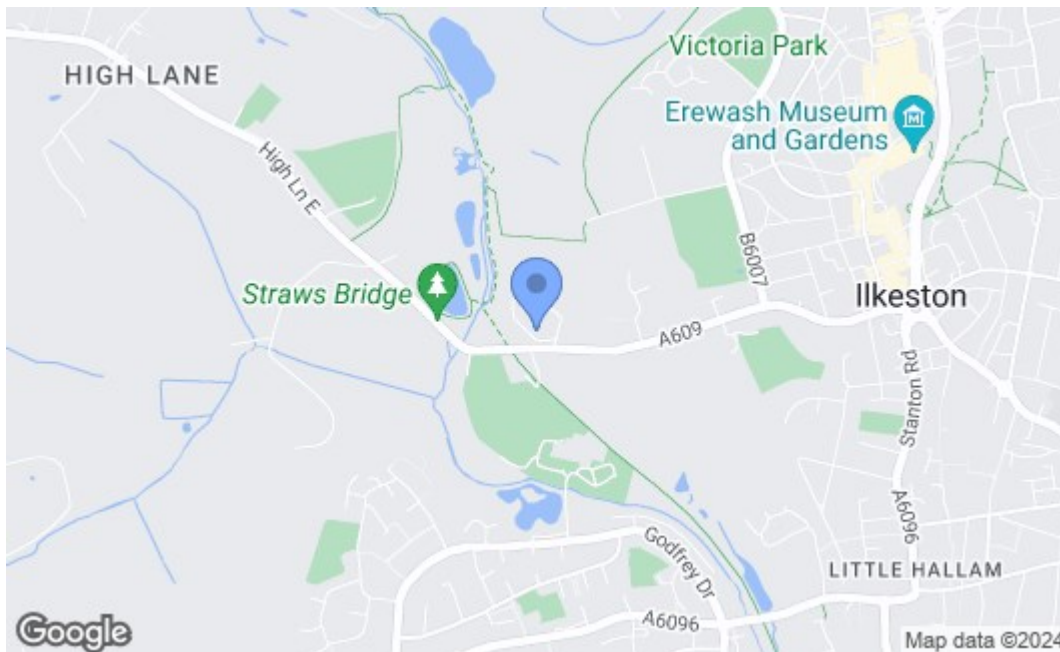 Victoria Park
HIGH LANE
Erewash Museum
and Gardens
High Ln E
B6007
Straws Bridge
Ilkeston
A609
Stanton Rd
A6096
Godfrey Dr
LITTLE HALLAM
A6096
Google
Map data ©2024